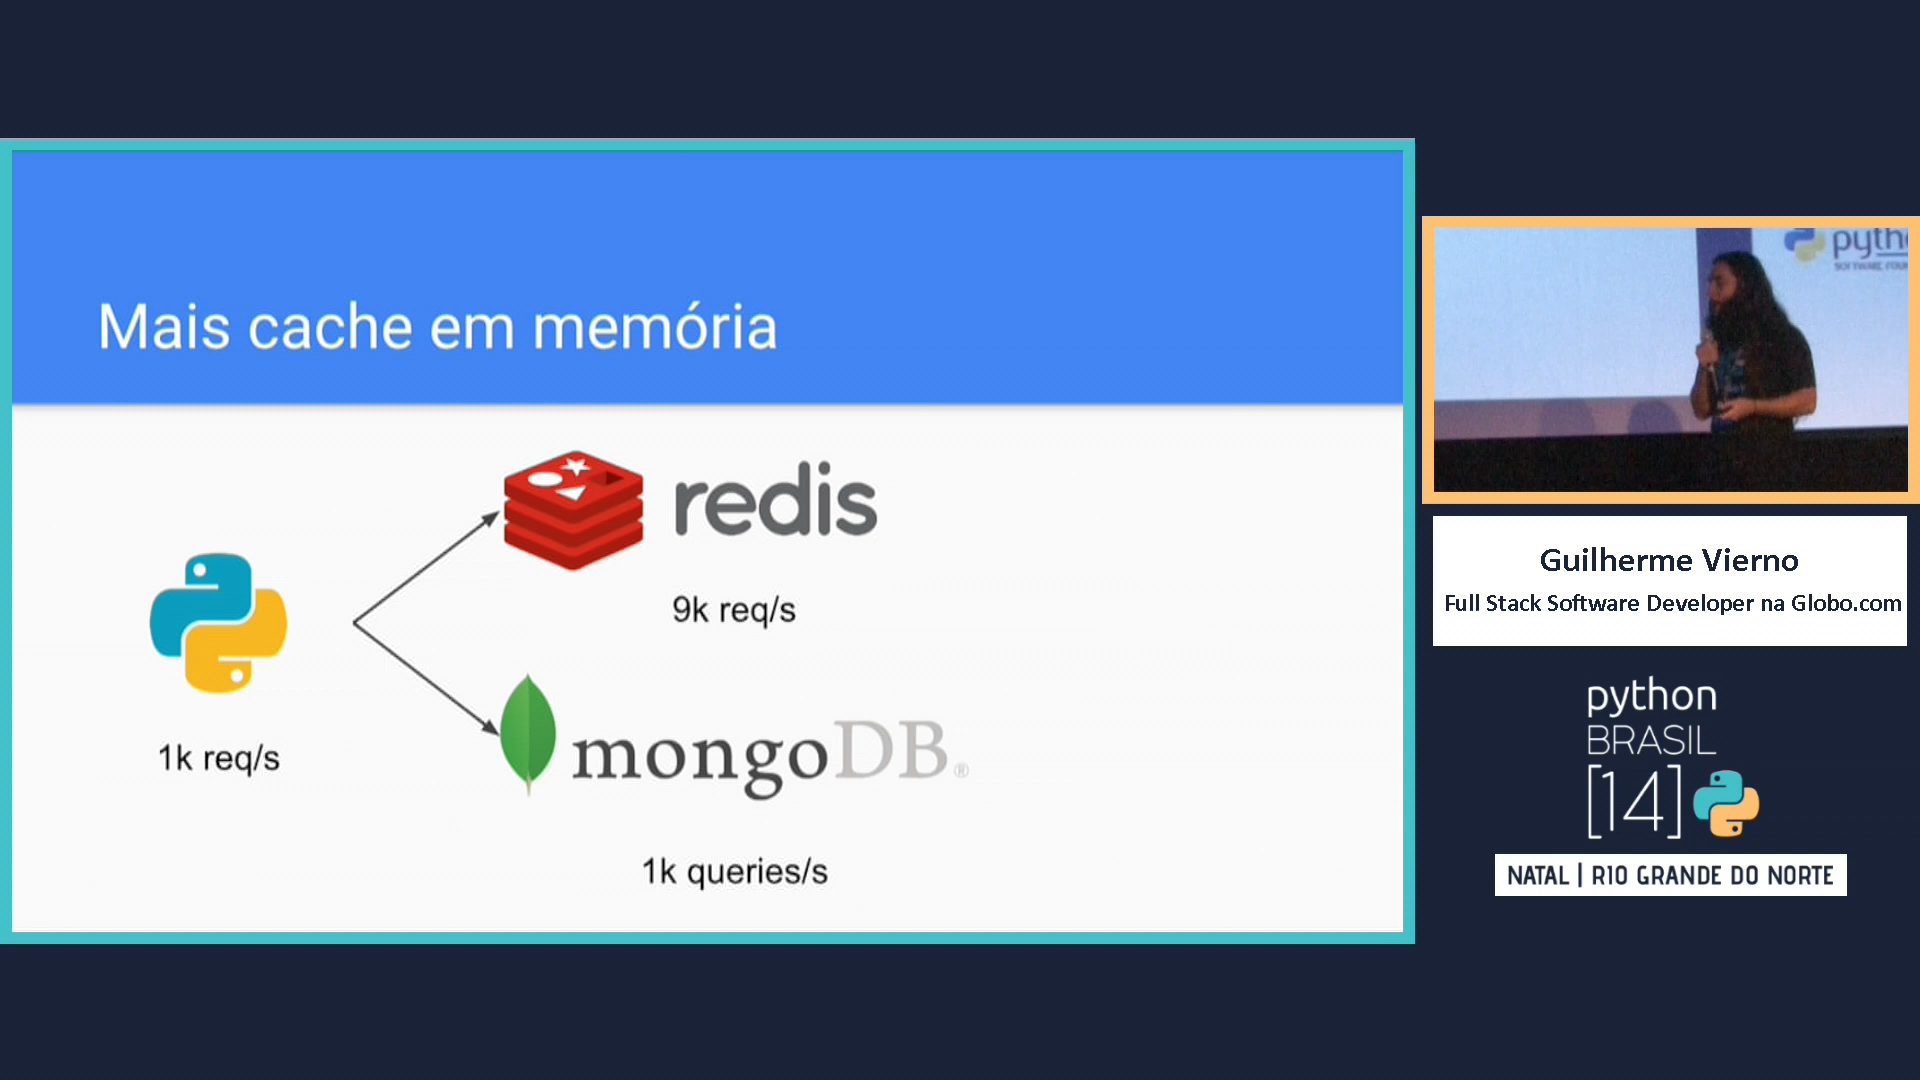 Mais cache em memória
redis
9k req/s
1k req/s
mongoDB®
1k queries/s
Guilherme Vierno
Full Stack Software Developer na Globo.com
python
BRASIL
[14]
NATAL | RIO GRANDE DO NORTE